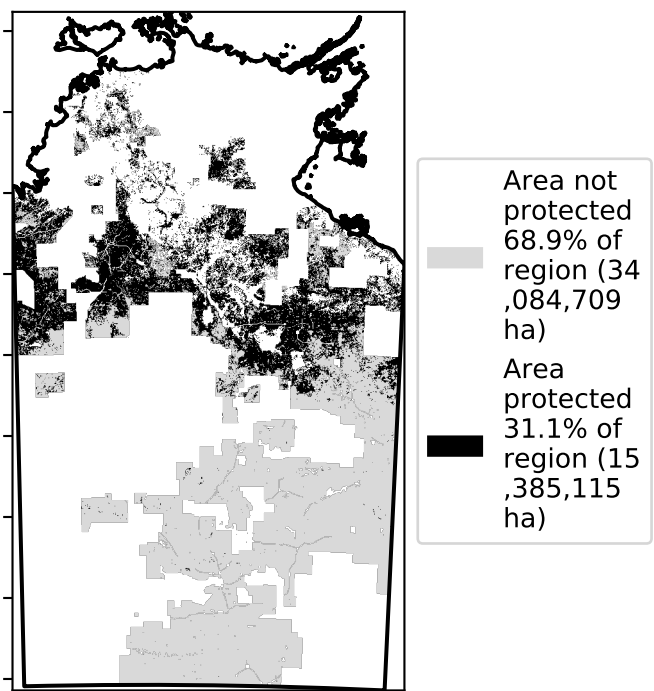 Area not
protected
68.9% of
region (34
,084,709
ha)
Area
protected
31.1% of
region (15
,385,115
ha)